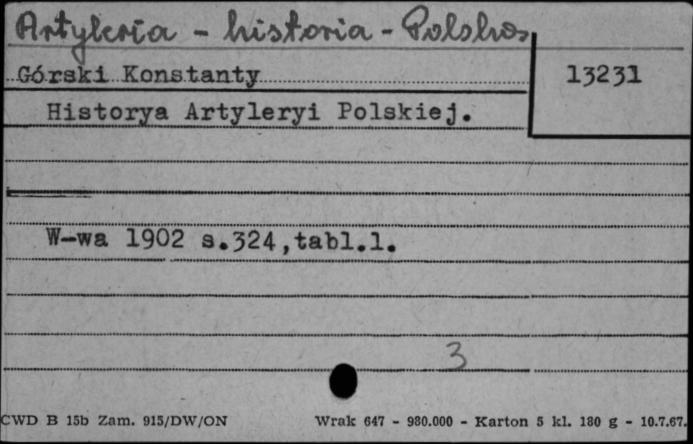 Artyleria - historia - Polska
Górski Konstanty
13231
Historya Artyleryi Polskiej.
W-wa 1902 s.324,tabl.1.
3
CWD B 15b Zam. 915/DW/ON Wrak 647 - 980.000 - Karton 5 kl. 180 g - 10.7.67.